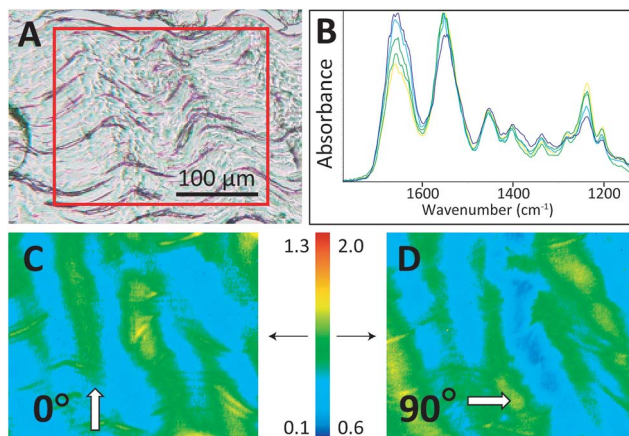 A
100 µm
B
Absorbance
1600
1400
1200
Wavenumber (cm⁻¹)
C
0°
1.3
2.0
0.1
0.6
D
90°